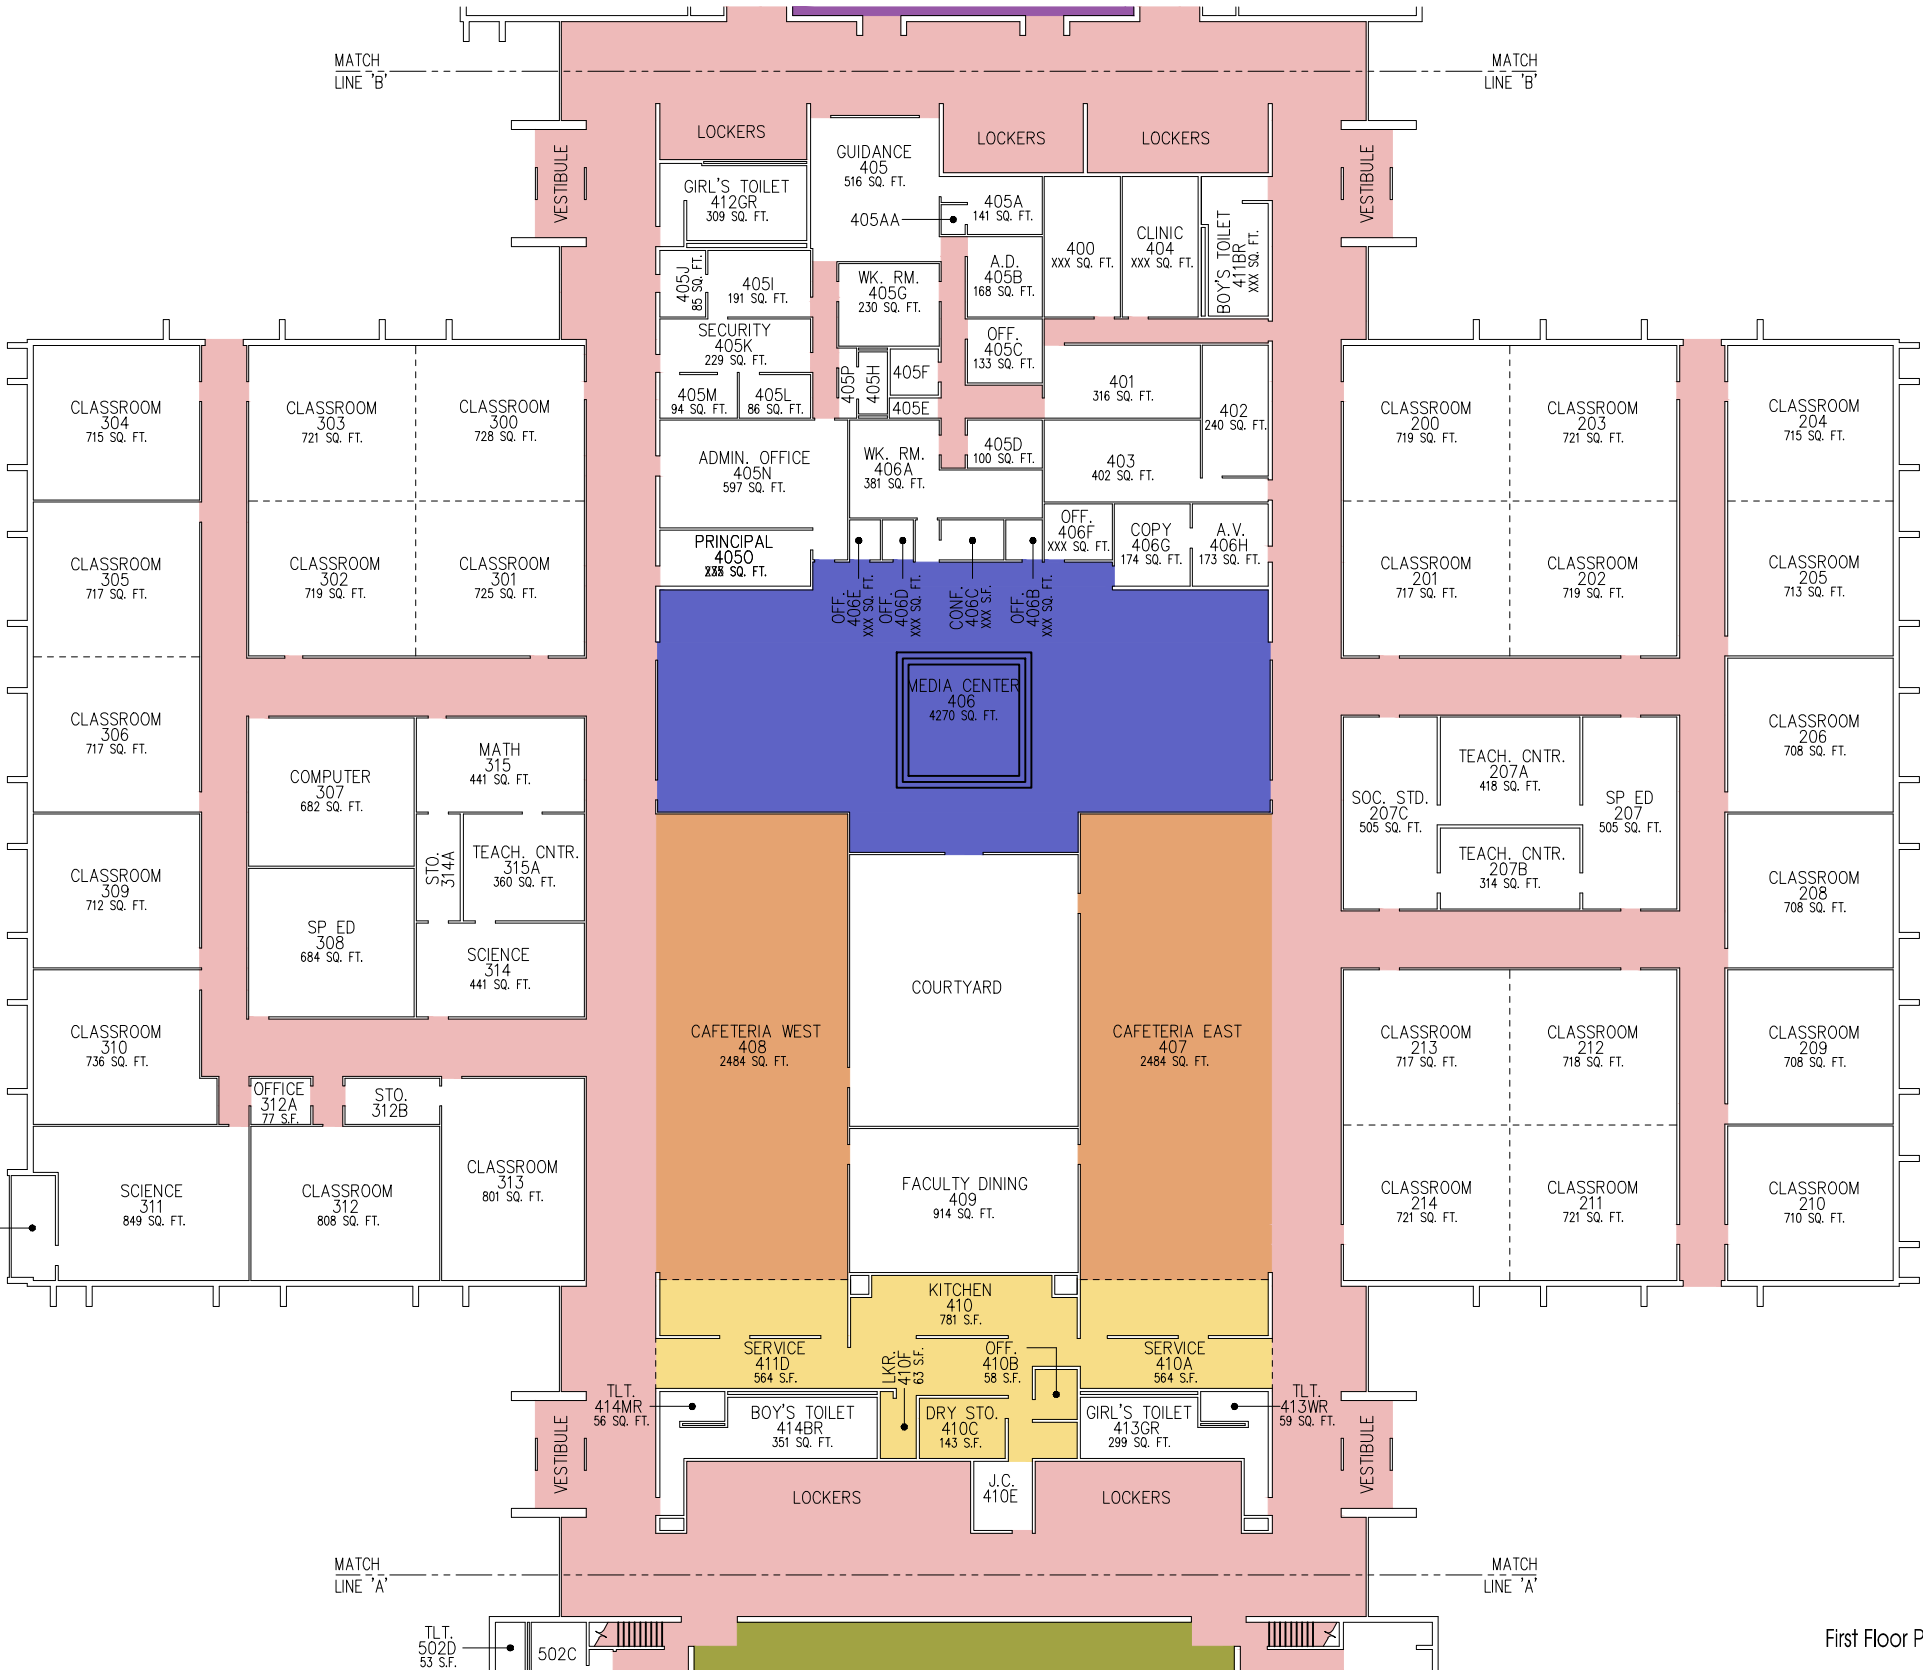 MATCH
LINE 'B'
MATCH
LINE 'B'
LOCKERS
LOCKERS
LOCKERS
VESTIBULE
VESTIBULE
GUIDANCE
405
516 SQ. FT.
GIRL'S TOILET
412GR
309 SQ. FT.
405AA
405A
141 SQ. FT.
400
XXX SQ. FT.
CLINIC
404
XXX SQ. FT.
BOY'S TOILET
411BR
XXX SQ. FT.
405J
85 SQ. FT.
405I
191 SQ. FT.
WK. RM.
405G
230 SQ. FT.
A.D.
405B
168 SQ. FT.
SECURITY
405K
229 SQ. FT.
OFF.
405C
133 SQ. FT.
405M
94 SQ. FT.
405L
86 SQ. FT.
405P
405H
405F
405E
401
316 SQ. FT.
402
240 SQ. FT.
ADMIN. OFFICE
405N
597 SQ. FT.
WK. RM.
406A
381 SQ. FT.
405D
100 SQ. FT.
403
402 SQ. FT.
PRINCIPAL
405O
SQ. FT.
OFF.
406F
XXX SQ. FT.
COPY
406G
174 SQ. FT.
A.V.
406H
173 SQ. FT.
OFF.
406E
XXX SQ. FT.
OFF.
406D
XXX SQ. FT.
CONF.
406C
XXX S.F.
OFF.
406B
XXX SQ. FT.
MEDIA CENTER
406
4270 SQ. FT.
CLASSROOM
304
715 SQ. FT.
CLASSROOM
303
721 SQ. FT.
CLASSROOM
300
728 SQ. FT.
CLASSROOM
305
717 SQ. FT.
CLASSROOM
302
719 SQ. FT.
CLASSROOM
301
725 SQ. FT.
CLASSROOM
306
717 SQ. FT.
COMPUTER
307
682 SQ. FT.
MATH
315
441 SQ. FT.
STO.
314A
TEACH. CNTR.
315A
360 SQ. FT.
CLASSROOM
309
712 SQ. FT.
SP ED
308
684 SQ. FT.
SCIENCE
314
441 SQ. FT.
CLASSROOM
310
736 SQ. FT.
OFFICE
312A
77 S.F.
STO.
312B
SCIENCE
311
849 SQ. FT.
CLASSROOM
312
808 SQ. FT.
CLASSROOM
313
801 SQ. FT.
CLASSROOM
200
719 SQ. FT.
CLASSROOM
203
721 SQ. FT.
CLASSROOM
204
715 SQ. FT.
CLASSROOM
201
717 SQ. FT.
CLASSROOM
202
719 SQ. FT.
CLASSROOM
205
713 SQ. FT.
CLASSROOM
206
708 SQ. FT.
SOC. STD.
207C
505 SQ. FT.
TEACH. CNTR.
207A
418 SQ. FT.
SP ED
207
505 SQ. FT.
TEACH. CNTR.
207B
314 SQ. FT.
CLASSROOM
208
708 SQ. FT.
CLASSROOM
213
717 SQ. FT.
CLASSROOM
212
718 SQ. FT.
CLASSROOM
209
708 SQ. FT.
CLASSROOM
214
721 SQ. FT.
CLASSROOM
211
721 SQ. FT.
CLASSROOM
210
710 SQ. FT.
COURTYARD
CAFETERIA WEST
408
2484 SQ. FT.
CAFETERIA EAST
407
2484 SQ. FT.
FACULTY DINING
409
914 SQ. FT.
KITCHEN
410
781 S.F.
SERVICE
411D
564 S.F.
LKR.
410F
63 S.F.
OFF.
410B
58 S.F.
SERVICE
410A
564 S.F.
TLT.
414MR
56 SQ. FT.
BOY'S TOILET
414BR
351 SQ. FT.
DRY STO.
410C
143 S.F.
GIRL'S TOILET
413GR
299 SQ. FT.
TLT.
413WR
59 SQ. FT.
VESTIBULE
VESTIBULE
LOCKERS
J.C.
410E
LOCKERS
MATCH
LINE 'A'
MATCH
LINE 'A'
TLT.
502D
53 S.F.
502C
First Floor P